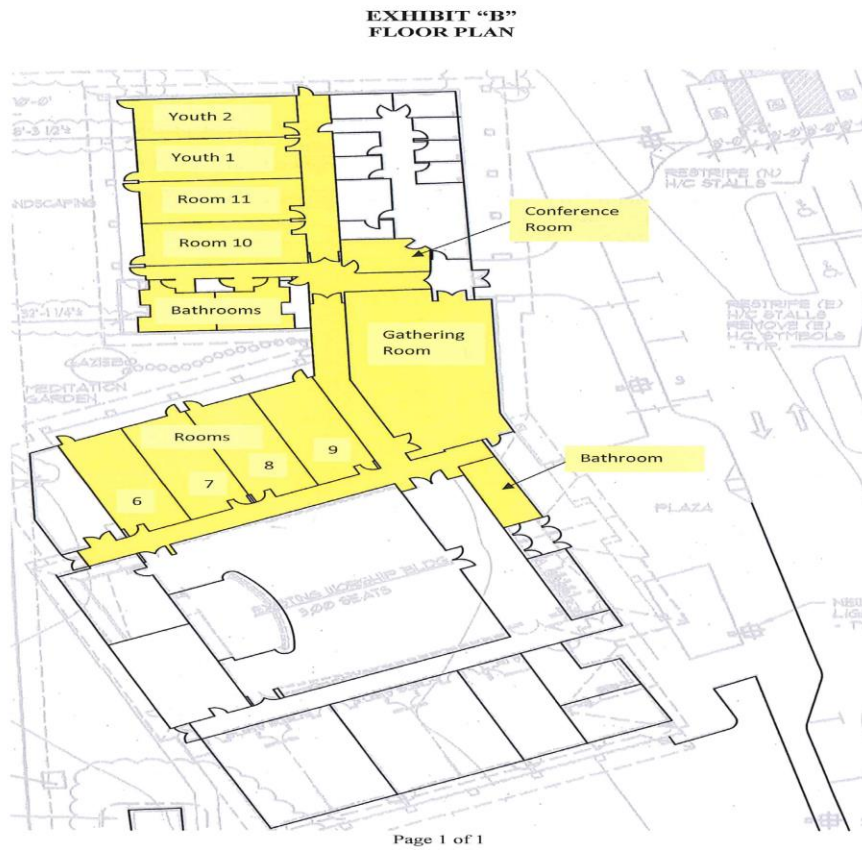 EXHIBIT “B”
FLOOR PLAN
Youth 2
Youth 1
Room 11
Room 10
Bathrooms
Conference
Room
Gathering
Room
RESTRIPE (N)
H/C STALLS
RESTRIPE (E)
H/C STALLS
REMOVE (E)
H/C SYMBOLS
- TYP.
GAZEBO
MEDITATION
GARDEN
Rooms
6
7
8
9
Bathroom
PLAZA
EXISTING WORSHIP BLDG
300 SEATS
Page 1 of 1